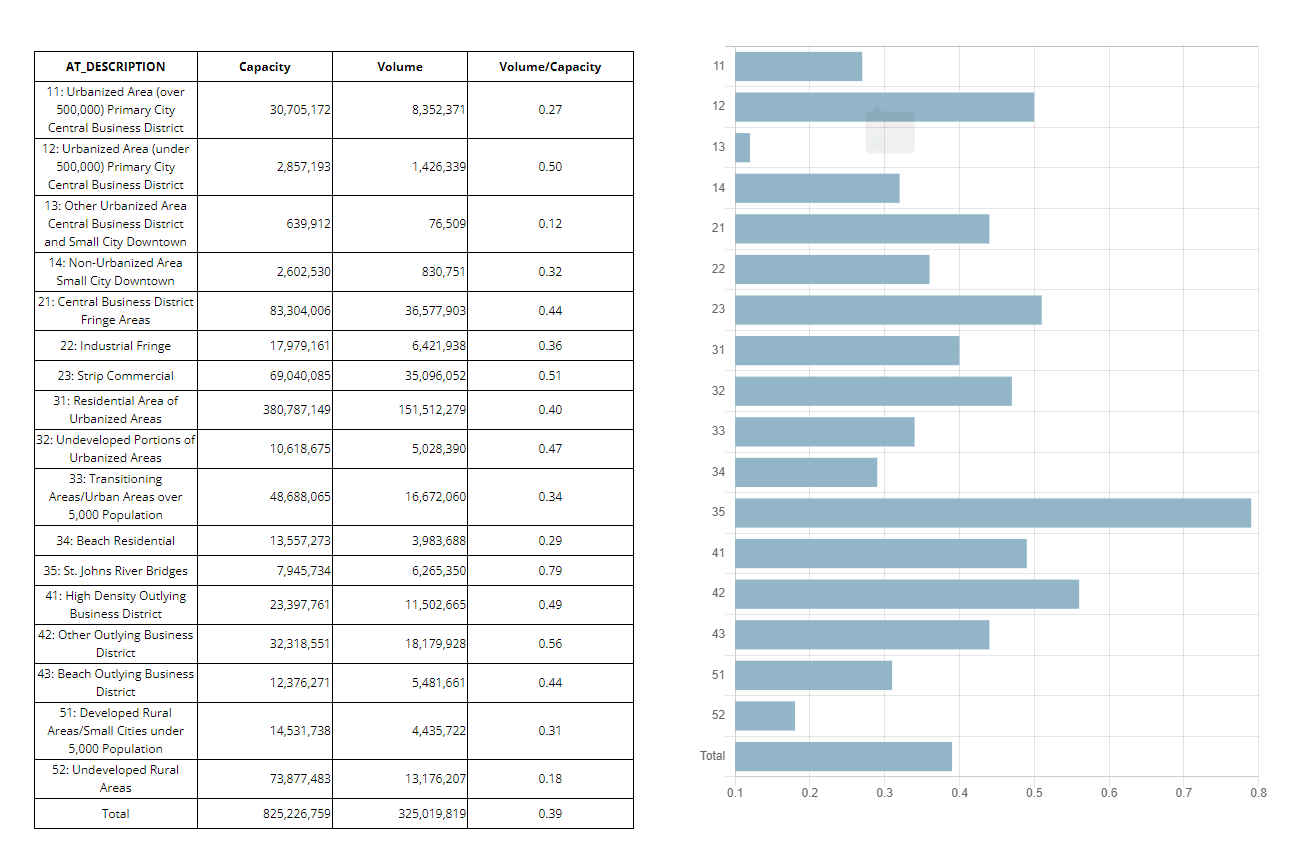 AT_DESCRIPTION Capacity Volume Volume/Capacity
11: Urbanized Area (over
500,000) Primary City
Central Business District
30,705,172 8,352,371 0.27
12: Urbanized Area (under
500,000) Primary City
Central Business District
2,857,193 1,426,339 0.50
13: Other Urbanized Area
Central Business District
and Small City Downtown
639,912 76,509 0.12
14: Non-Urbanized Area
Small City Downtown
2,602,530 830,751 0.32
21: Central Business District
Fringe Areas
83,304,006 36,577,903 0.44
22: Industrial Fringe 17,979,161 6,421,938 0.36
23: Strip Commercial 69,040,085 35,096,052 0.51
31: Residential Area of
Urbanized Areas
380,787,149 151,512,279 0.40
32: Undeveloped Portions of
Urbanized Areas
10,618,675 5,028,390 0.47
33: Transitioning
Areas/Urban Areas over
5,000 Population
48,688,065 16,672,060 0.34
34: Beach Residential 13,557,273 3,983,688 0.29
35: St. Johns River Bridges 7,945,734 6,265,350 0.79
41: High Density Outlying
Business District
23,397,761 11,502,665 0.49
42: Other Outlying Business
District
32,318,551 18,179,928 0.56
43: Beach Outlying Business
District
12,376,271 5,481,661 0.44
51: Developed Rural
Areas/Small Cities under
5,000 Population
14,531,738 4,435,722 0.31
52: Undeveloped Rural
Areas
73,877,483 13,176,207 0.18
Total 825,226,759 325,019,819 0.39
11
12
13
14
21
22
23
31
32
33
34
35
41
42
43
51
52
Total
0.1 0.2 0.3 0.4 0.5 0.6 0.7 0.8